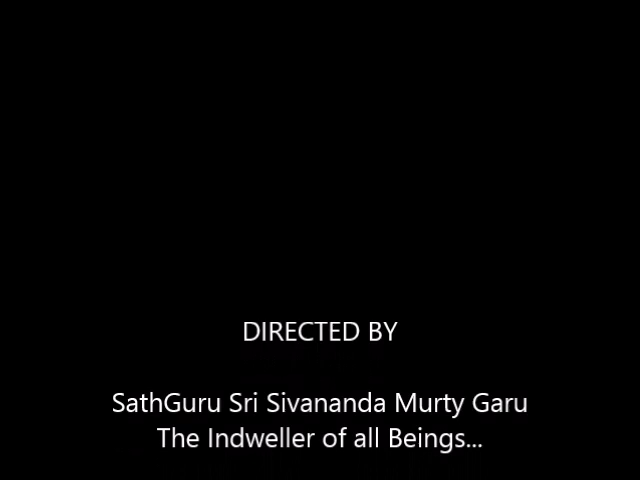 DIRECTED BY
SathGuru Sri Sivananda Murty Garu
The Indweller of all Beings...